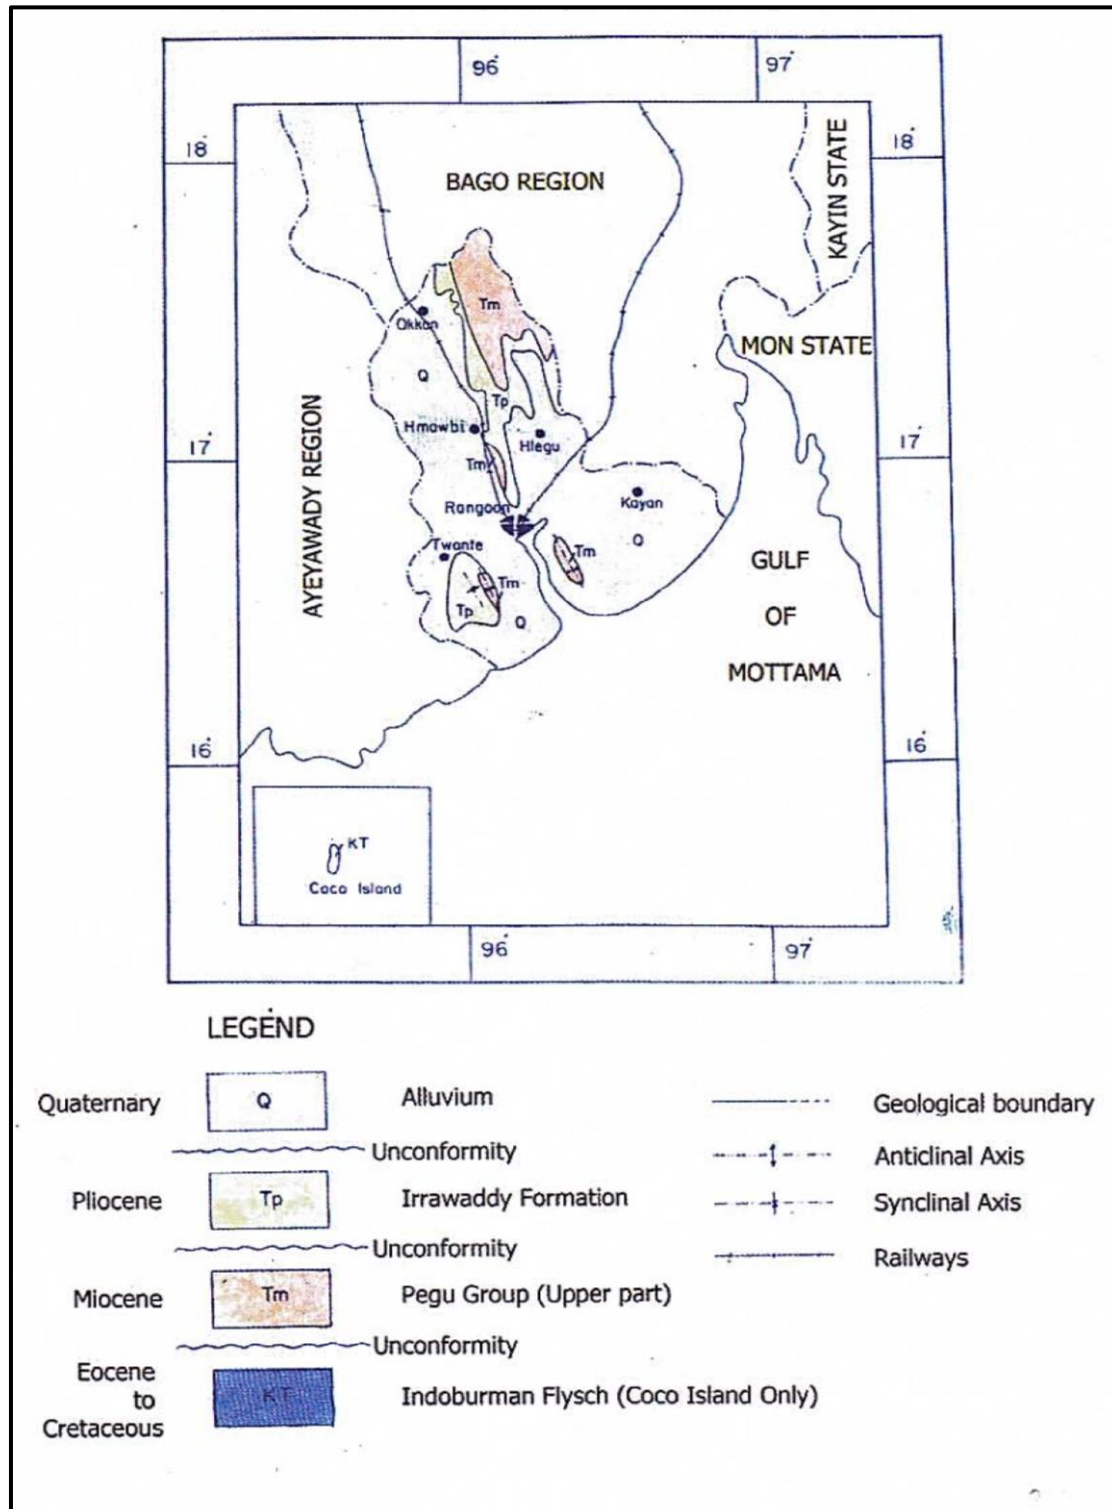 96°
97°
18°
18°
BAGO REGION
KAYIN STATE
Tm
Okkan
MON STATE
Q
Tp
Hmawbi
Hlegu
17°
17°
AYEYAWADY REGION
Tm
Kayan
Rangoon
Q
Twante
Tm
GULF
Tm
Tp
Q
OF
MOTTAMA
16°
16°
KT
Coco Island
96°
97°
LEGEND
Quaternary Q Alluvium Geological boundary
Unconformity Anticlinal Axis
Pliocene Tp Irrawaddy Formation Synclinal Axis
Unconformity Railways
Miocene Tm Pegu Group (Upper part)
Unconformity
Eocene
to KT Indoburman Flysch (Coco Island Only)
Cretaceous